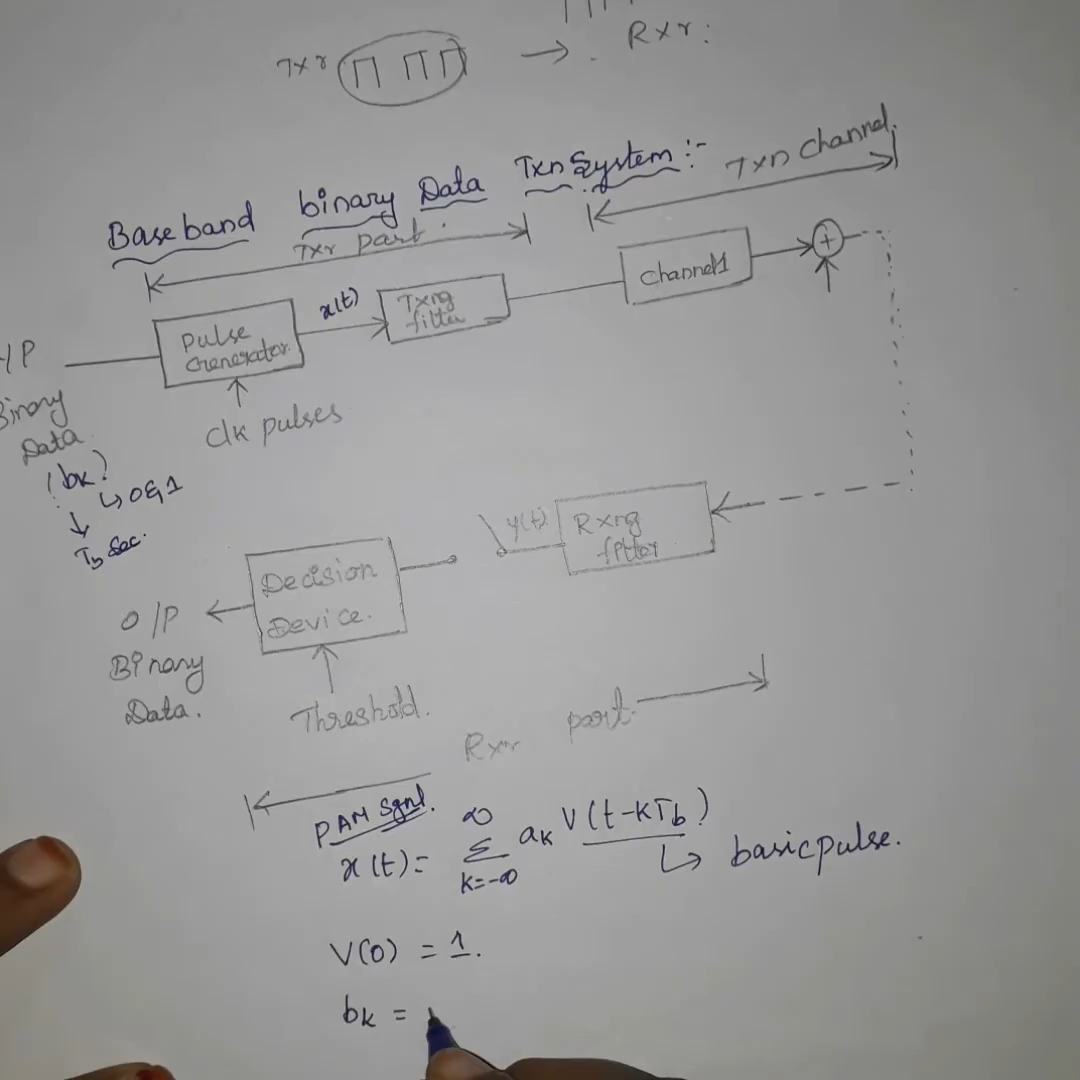 Txr → Rxr:
Baseband binary Data Txn System:-
Txr part.
Txn Channel.
I/P Binary Data {bk}
↳ 0 & 1
↓
Tb Sec.
Pulse Generator.
clk pulses
x(t)
Txng filter
Channel
+
Rxng filter
y(t)
Decision Device.
Threshold.
O/P Binary Data.
Rxr part.
PAM Sgnl.
x(t) = ∞ Σ k=-∞ ak V(t-kTb)
↳ basic pulse.
V(0) = 1.
bk =